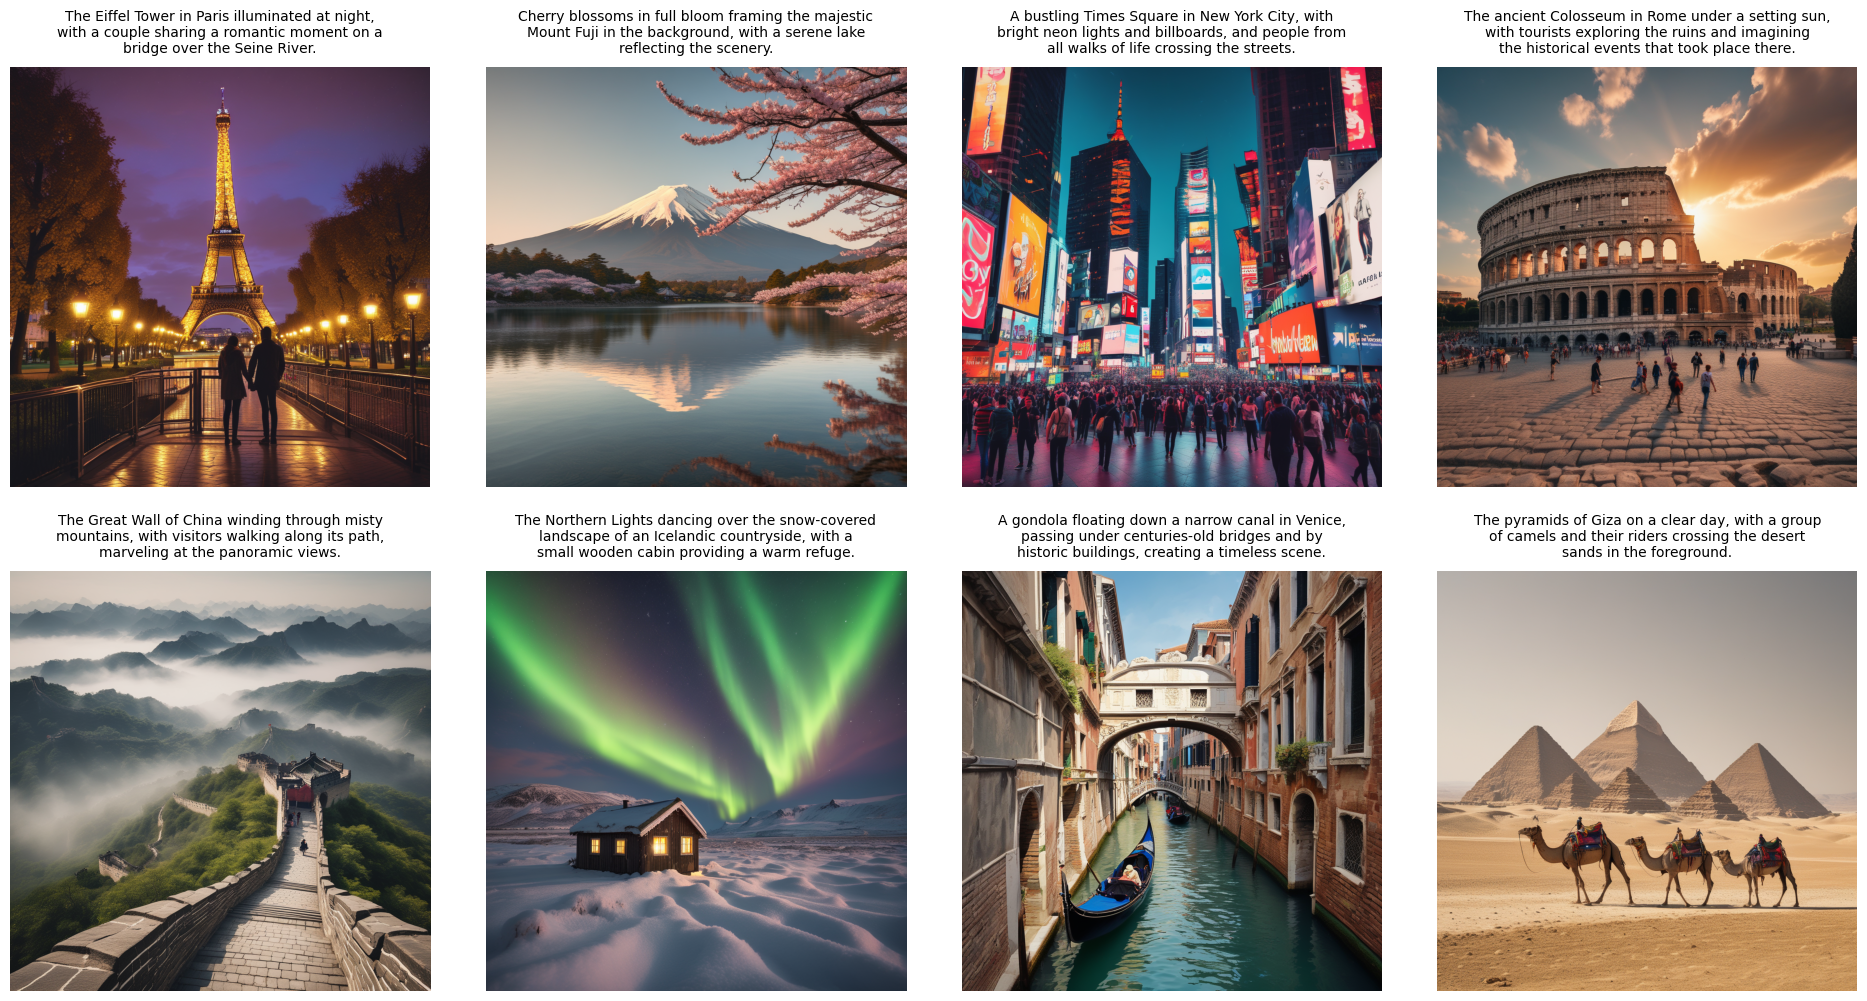 The Eiffel Tower in Paris illuminated at night,
with a couple sharing a romantic moment on a
bridge over the Seine River.
Cherry blossoms in full bloom framing the majestic
Mount Fuji in the background, with a serene lake
reflecting the scenery.
A bustling Times Square in New York City, with
bright neon lights and billboards, and people from
all walks of life crossing the streets.
The ancient Colosseum in Rome under a setting sun,
with tourists exploring the ruins and imagining
the historical events that took place there.
The Great Wall of China winding through misty
mountains, with visitors walking along its path,
marveling at the panoramic views.
The Northern Lights dancing over the snow-covered
landscape of an Icelandic countryside, with a
small wooden cabin providing a warm refuge.
A gondola floating down a narrow canal in Venice,
passing under centuries-old bridges and by
historic buildings, creating a timeless scene.
The pyramids of Giza on a clear day, with a group
of camels and their riders crossing the desert
sands in the foreground.